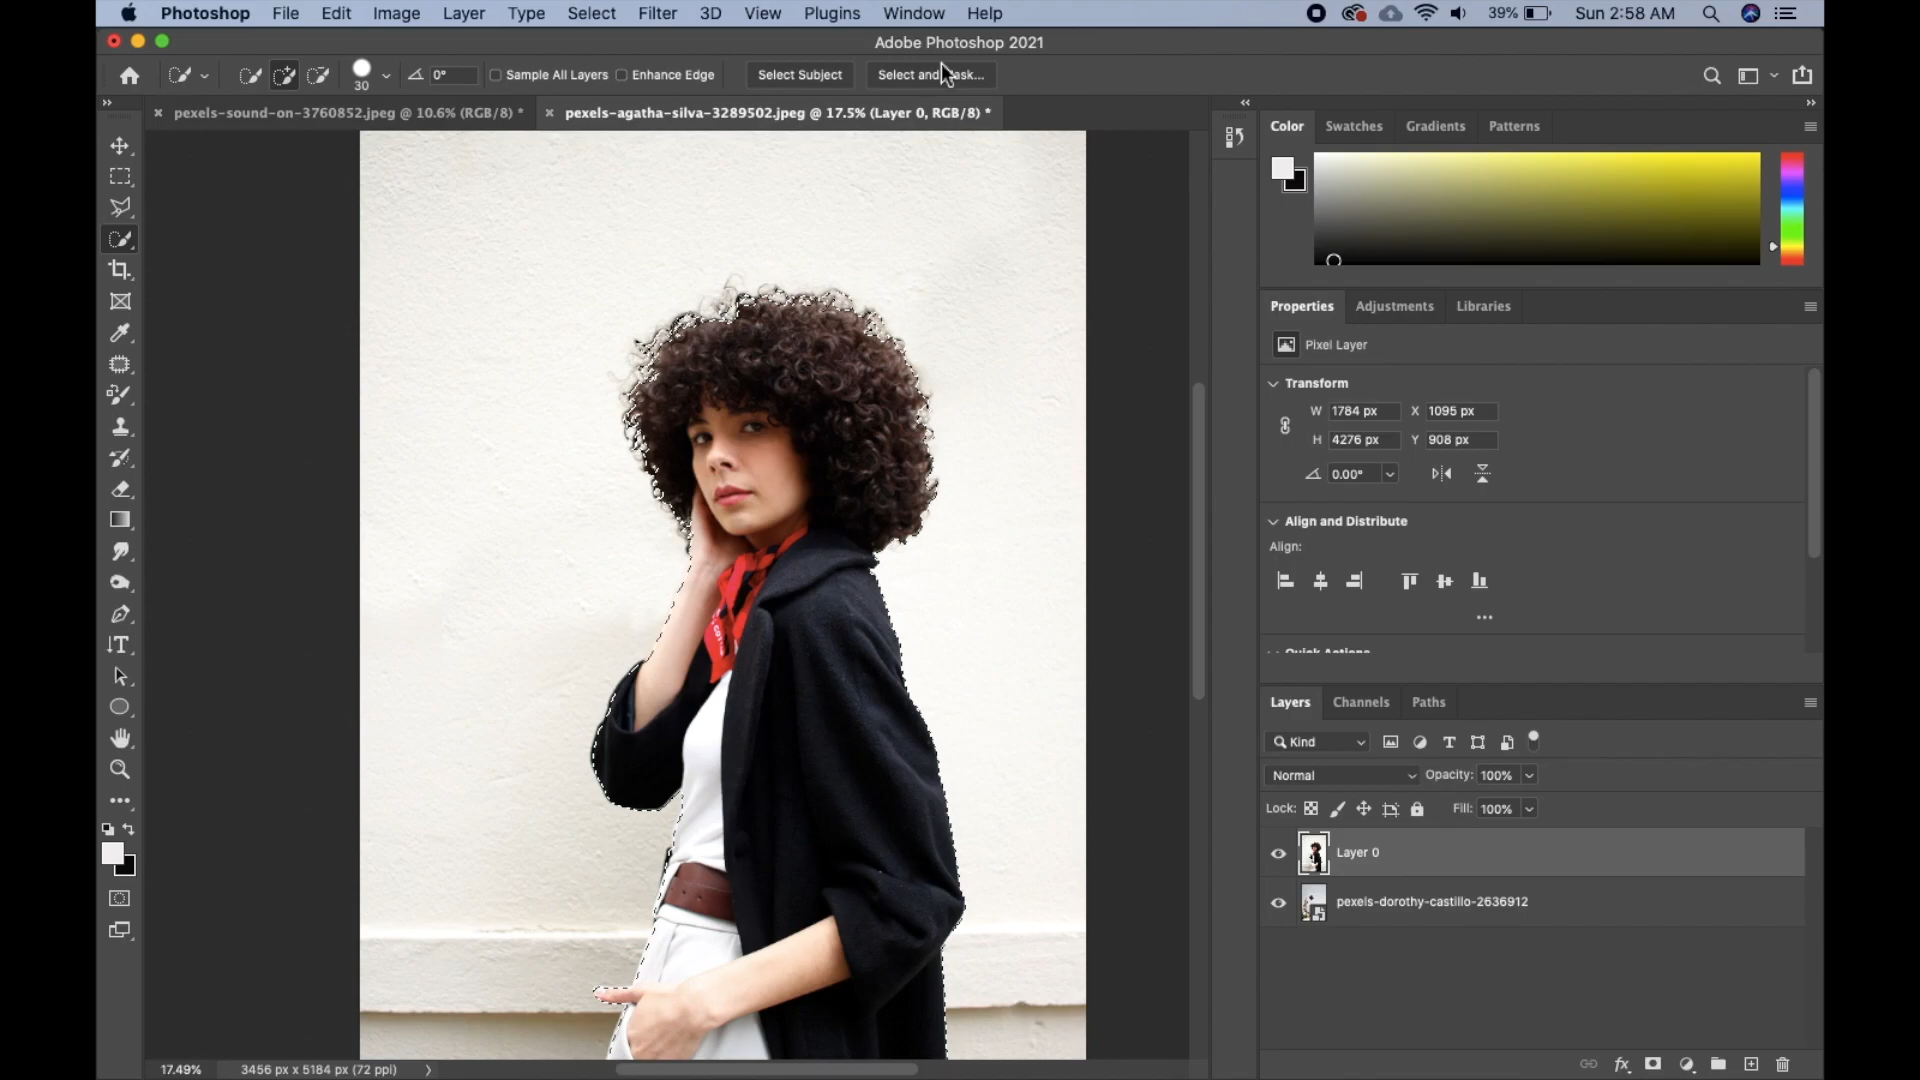 Photoshop File Edit Image Layer Type Select Filter 3D View Plugins Window Help 39% Sun 2:58 AM
Adobe Photoshop 2021
30 0° Sample All Layers Enhance Edge Select Subject Select and Mask...
pexels-sound-on-3760852.jpeg @ 10.6% (RGB/8) * pexels-agatha-silva-3289502.jpeg @ 17.5% (Layer 0, RGB/8) *
Color Swatches Gradients Patterns
Properties Adjustments Libraries
Pixel Layer
Transform
W 1784 px X 1095 px
H 4276 px Y 908 px
0.00°
Align and Distribute
Align:
Quick Actions
Layers Channels Paths
Kind
Normal Opacity: 100%
Lock: Fill: 100%
Layer 0
pexels-dorothy-castillo-2636912
17.49% 3456 px x 5184 px (72 ppi)